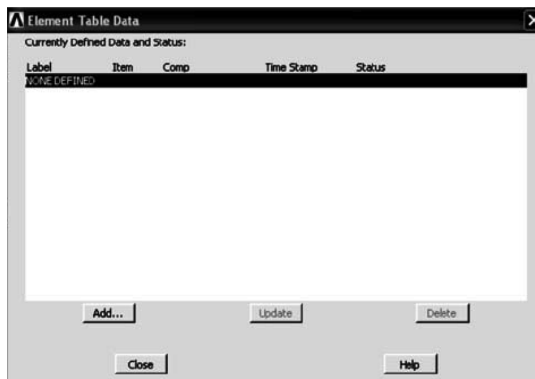 Element Table Data
Currently Defined Data and Status:
Label Item Comp Time Stamp Status
NONE DEFINED
Add... Update Delete
Close Help